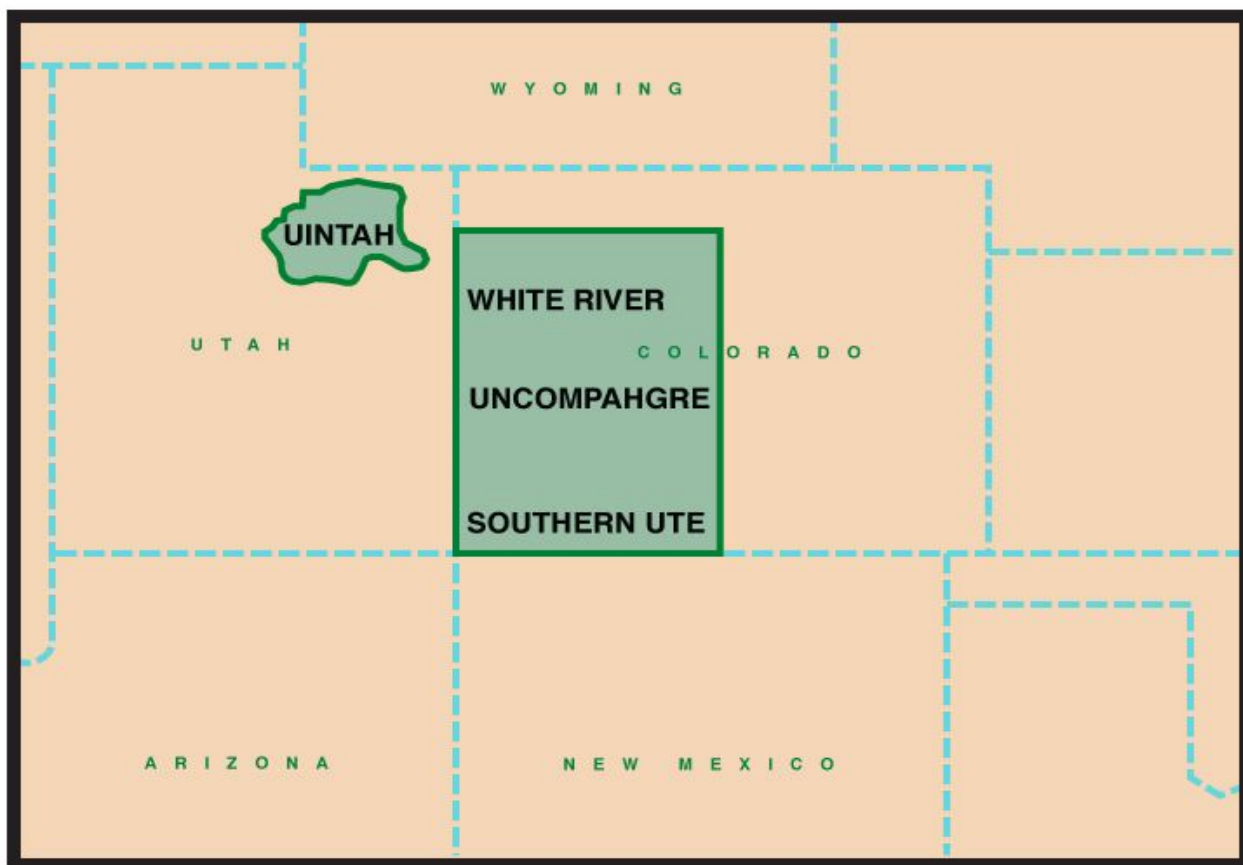 WYOMING
UINTAH
WHITE RIVER
UTAH
COLORADO
UNCOMPAHGRE
SOUTHERN UTE
ARIZONA
NEW MEXICO